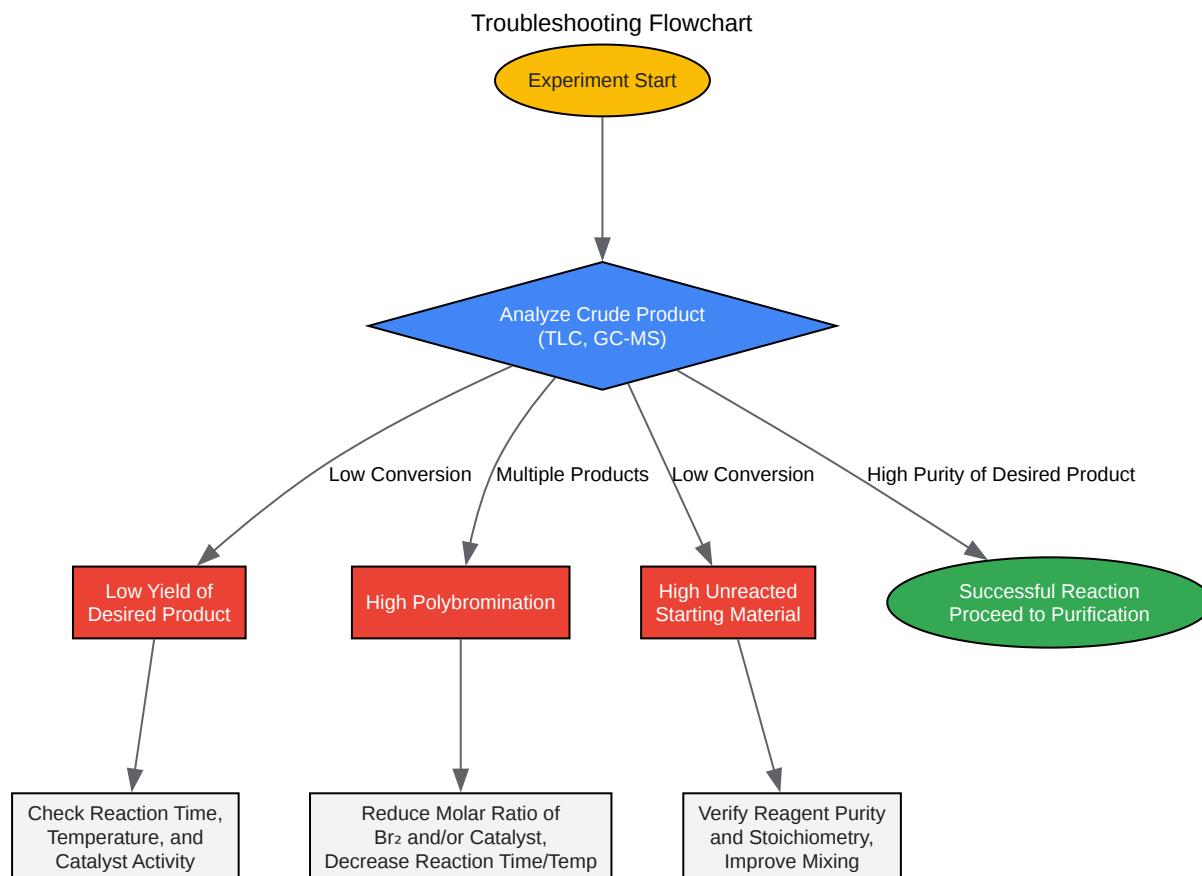 Troubleshooting Flowchart
Experiment Start
Analyze Crude Product
(TLC, GC-MS)
Low Conversion
Multiple Products
Low Conversion
High Purity of Desired Product
Low Yield of
Desired Product
High Polybromination
High Unreacted
Starting Material
Successful Reaction
Proceed to Purification
Check Reaction Time,
Temperature, and
Catalyst Activity
Reduce Molar Ratio of
Br₂ and/or Catalyst,
Decrease Reaction Time/Temp
Verify Reagent Purity
and Stoichiometry,
Improve Mixing